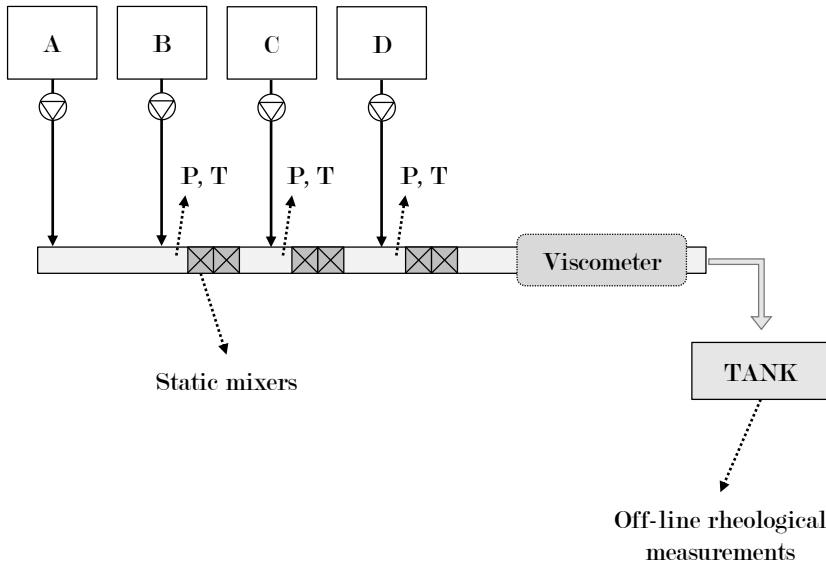 A
B
C
D
P, T
P, T
P, T
Viscometer
Static mixers
TANK
Off-line rheological
measurements